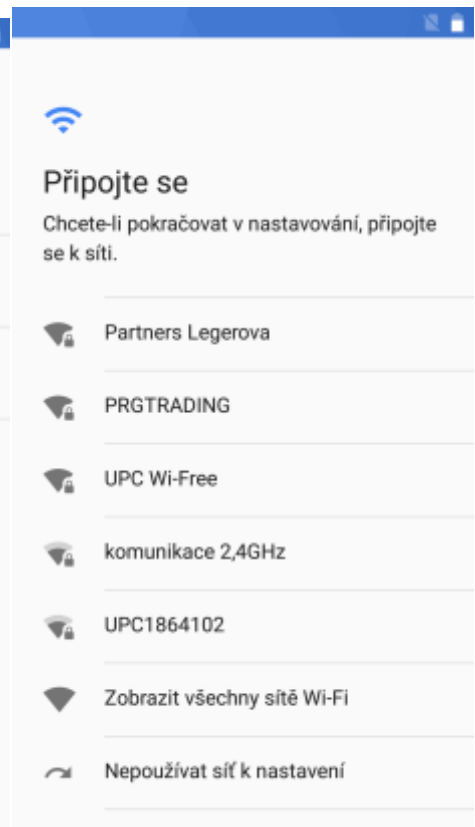 Připojte se
Chcete-li pokračovat v nastavování, připojte
se k síti.
Partners Legerova
PRGTRADING
UPC Wi-Free
komunikace 2,4GHz
UPC1864102
Zobrazit všechny sítě Wi-Fi
Nepoužívat síť k nastavení